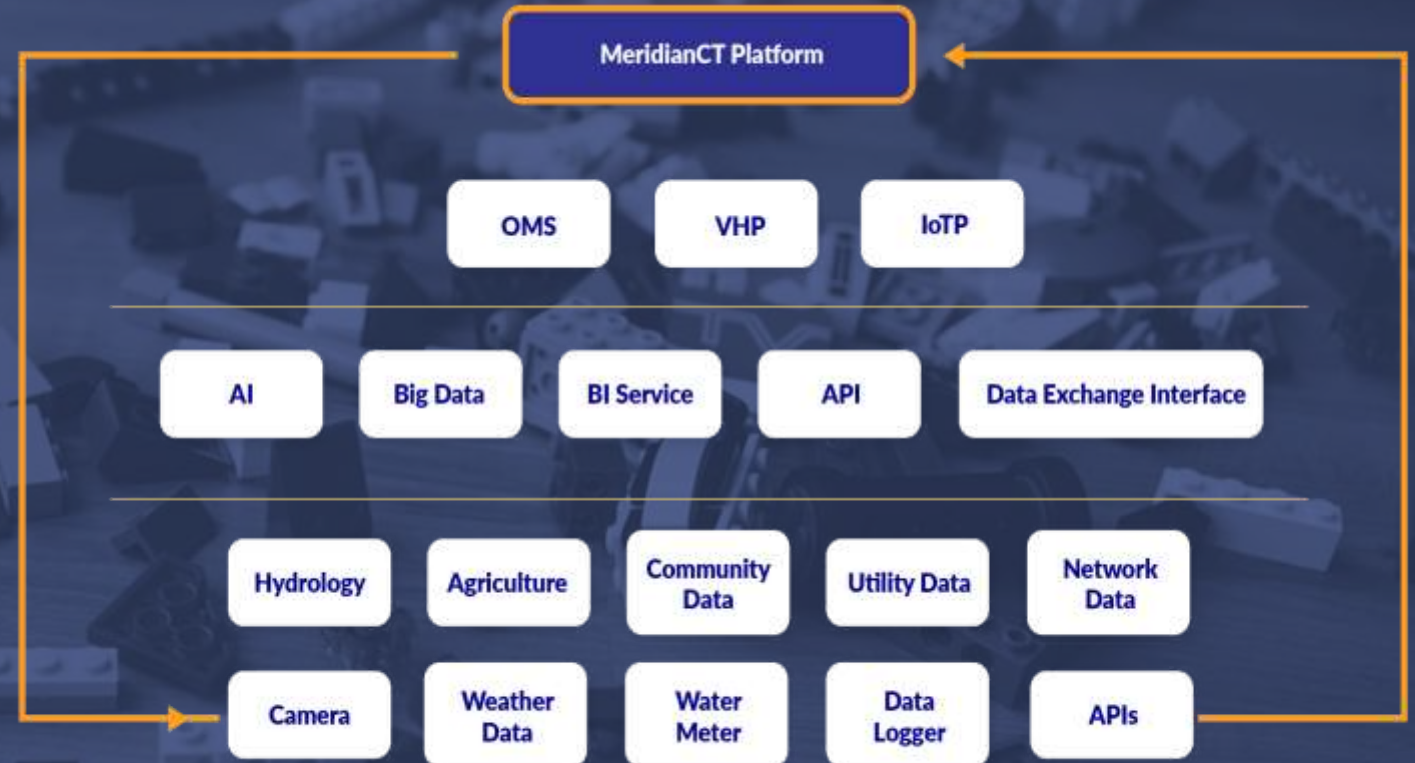 MeridianCT Platform
OMS
VHP
IoTP
AI
Big Data
BI Service
API
Data Exchange Interface
Hydrology
Agriculture
Community
Data
Utility Data
Network
Data
Camera
Weather
Data
Water
Meter
Data
Logger
APIs